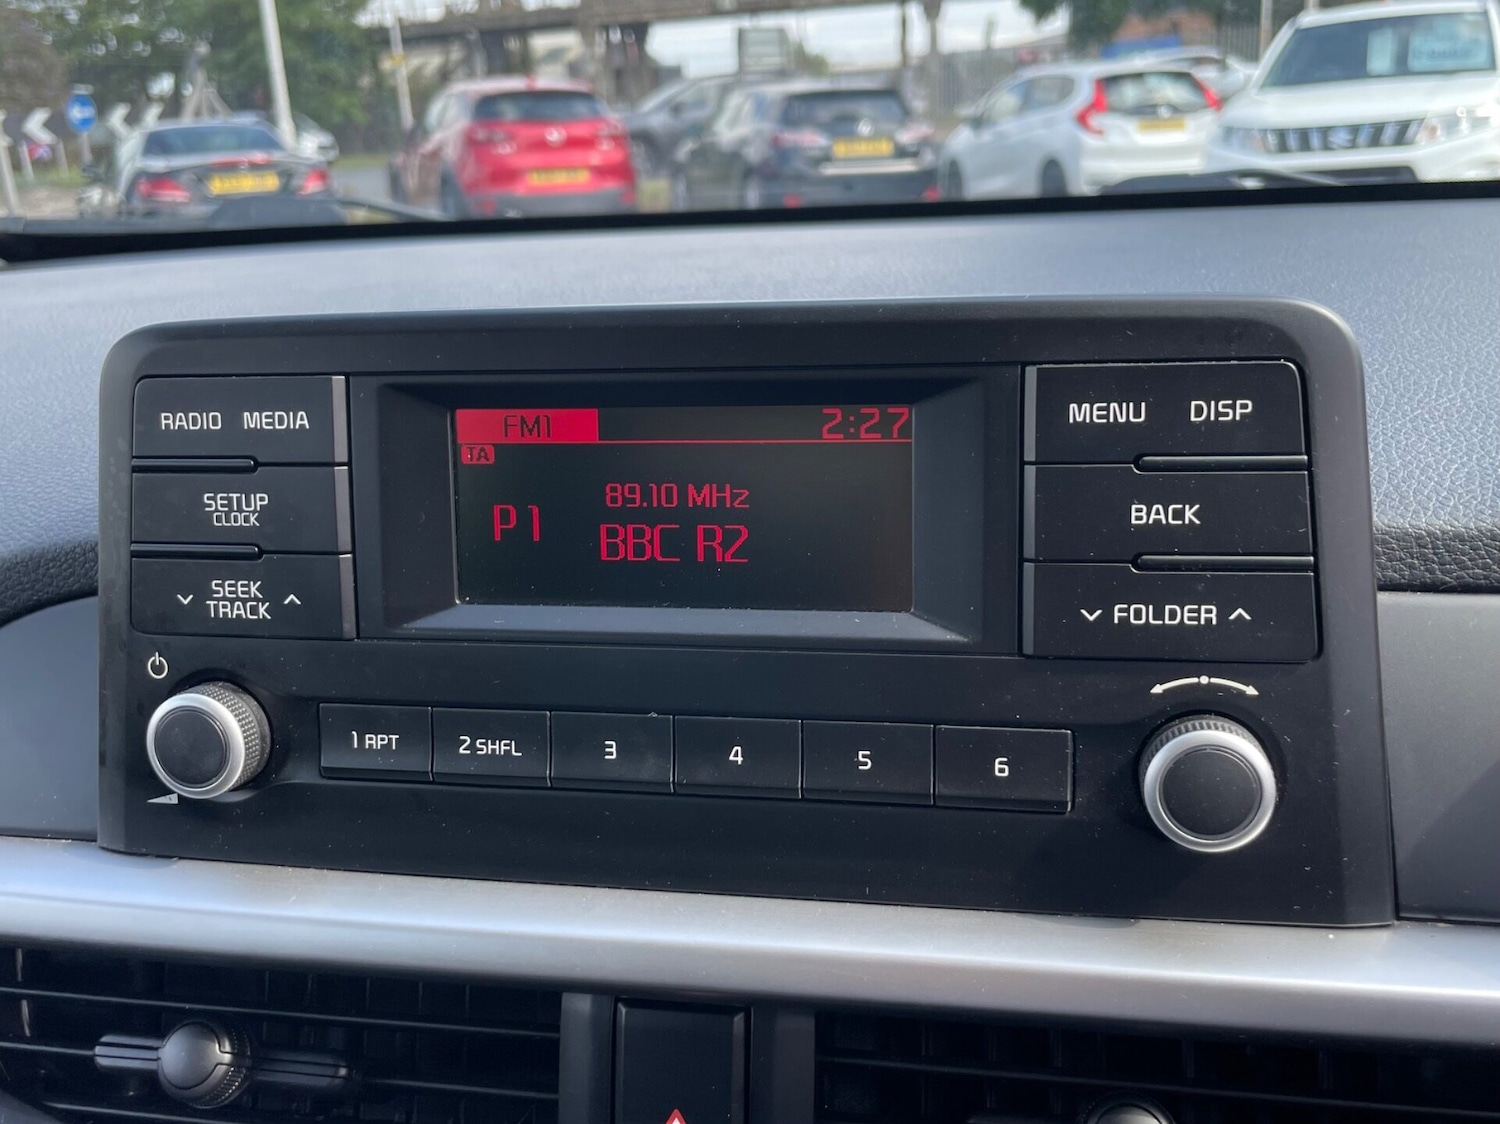 RADIO MEDIA
SETUP
CLOCK
SEEK
TRACK
FM1 2:27
TA
89.10 MHz
P1
BBC R2
MENU DISP
BACK
FOLDER
1 RPT 2 SHFL 3 4 5 6